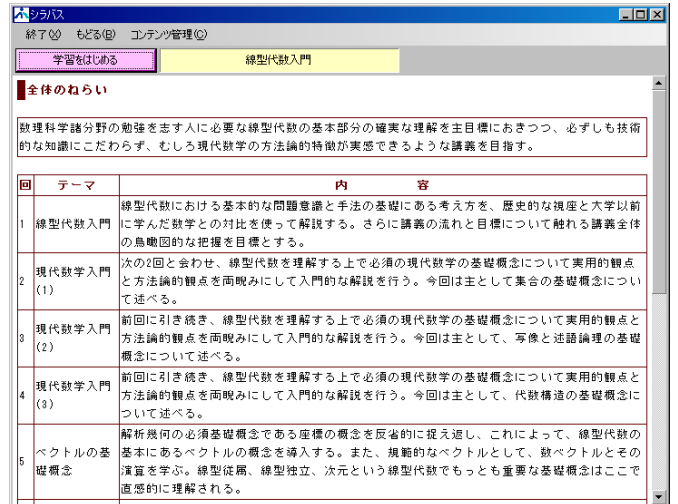 シラバス
終了(X) もどる(B) コンテンツ管理(C)
学習をはじめる 線型代数入門
全体のねらい
数理科学諸分野の勉強を志す人に必要な線型代数の基本部分の確実な理解を主目標におきつつ、必ずしも技術
的な知識にこだわらず、むしろ現代数学の方法論的特徴が実感できるような講義を目指す。
回 テーマ 内 容
1 線型代数入門
線型代数における基本的な問題意識と手法の基礎にある考え方を、歴史的な視座と大学以前
に学んだ数学との対比を使って解説する。さらに講義の流れと目標について触れる講義全体
の鳥瞰図的な把握を目標とする。
2 現代数学入門
(1)
次の2回と会わせ、線型代数を理解する上で必須の現代数学の基礎概念について実用的観点
と方法論的観点を両睨みにして入門的な解説を行う。今回は主として集合の基礎概念につい
て述べる。
3 現代数学入門
(2)
前回に引き続き、線型代数を理解する上で必須の現代数学の基礎概念について実用的観点と
方法論的観点を両睨みにして入門的な解説を行う。今回は主として、写像と述語論理の基礎
概念について述べる。
4 現代数学入門
(3)
前回に引き続き、線型代数を理解する上で必須の現代数学の基礎概念について実用的観点と
方法論的観点を両睨みにして入門的な解説を行う。今回は主として、代数構造の基礎概念に
ついて述べる。
5 ベクトルの基
礎概念
解析幾何の必須基礎概念である座標の概念を反省的に捉え返し、これによって、線型代数の
基本にあるベクトルの概念を導入する。また、規範的なベクトルとして、数ベクトルとその
演算を学ぶ。線型従属、線型独立、次元という線型代数でもっとも重要な基礎概念はここで
直感的に理解される。